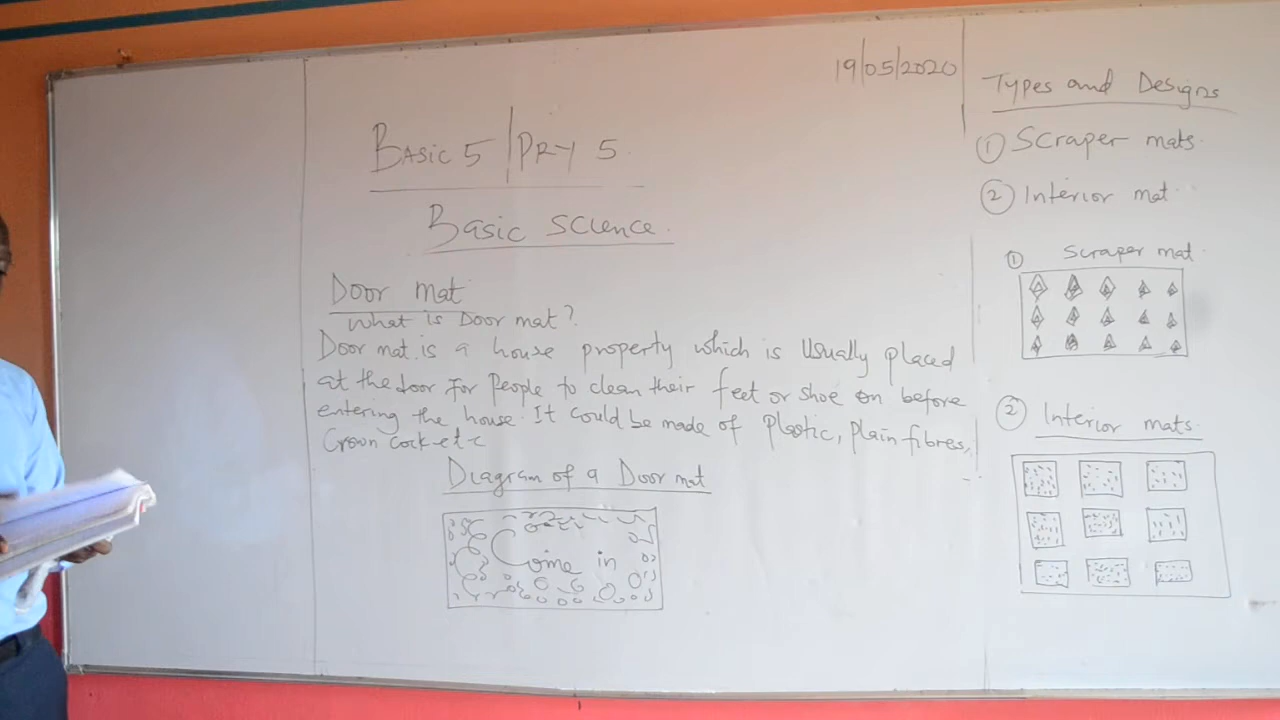 19/05/2020
BASIC 5 | PRY 5
Basic Science.
Door mat
What is Door mat?
Door mat is a house property which is Usually placed
at the door For People to clean their feet or shoe on before
entering the house. It could be made of Plastic, Plain fibres,
Crown cork etc
Diagram of a Door mat
Come in
Types and Designs
① Scraper mats.
② Interior mat.
① Scraper mat
② Interior mats.